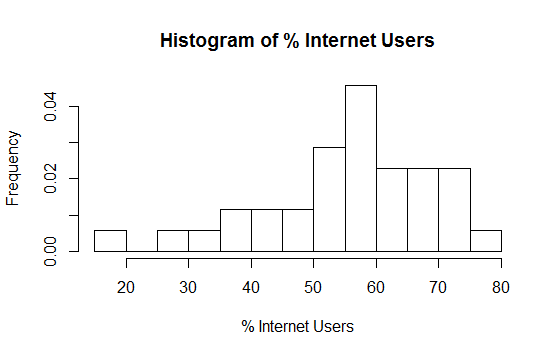 Histogram of % Internet Users
Frequency
0.04
0.02
0.00
20 30 40 50 60 70 80
% Internet Users